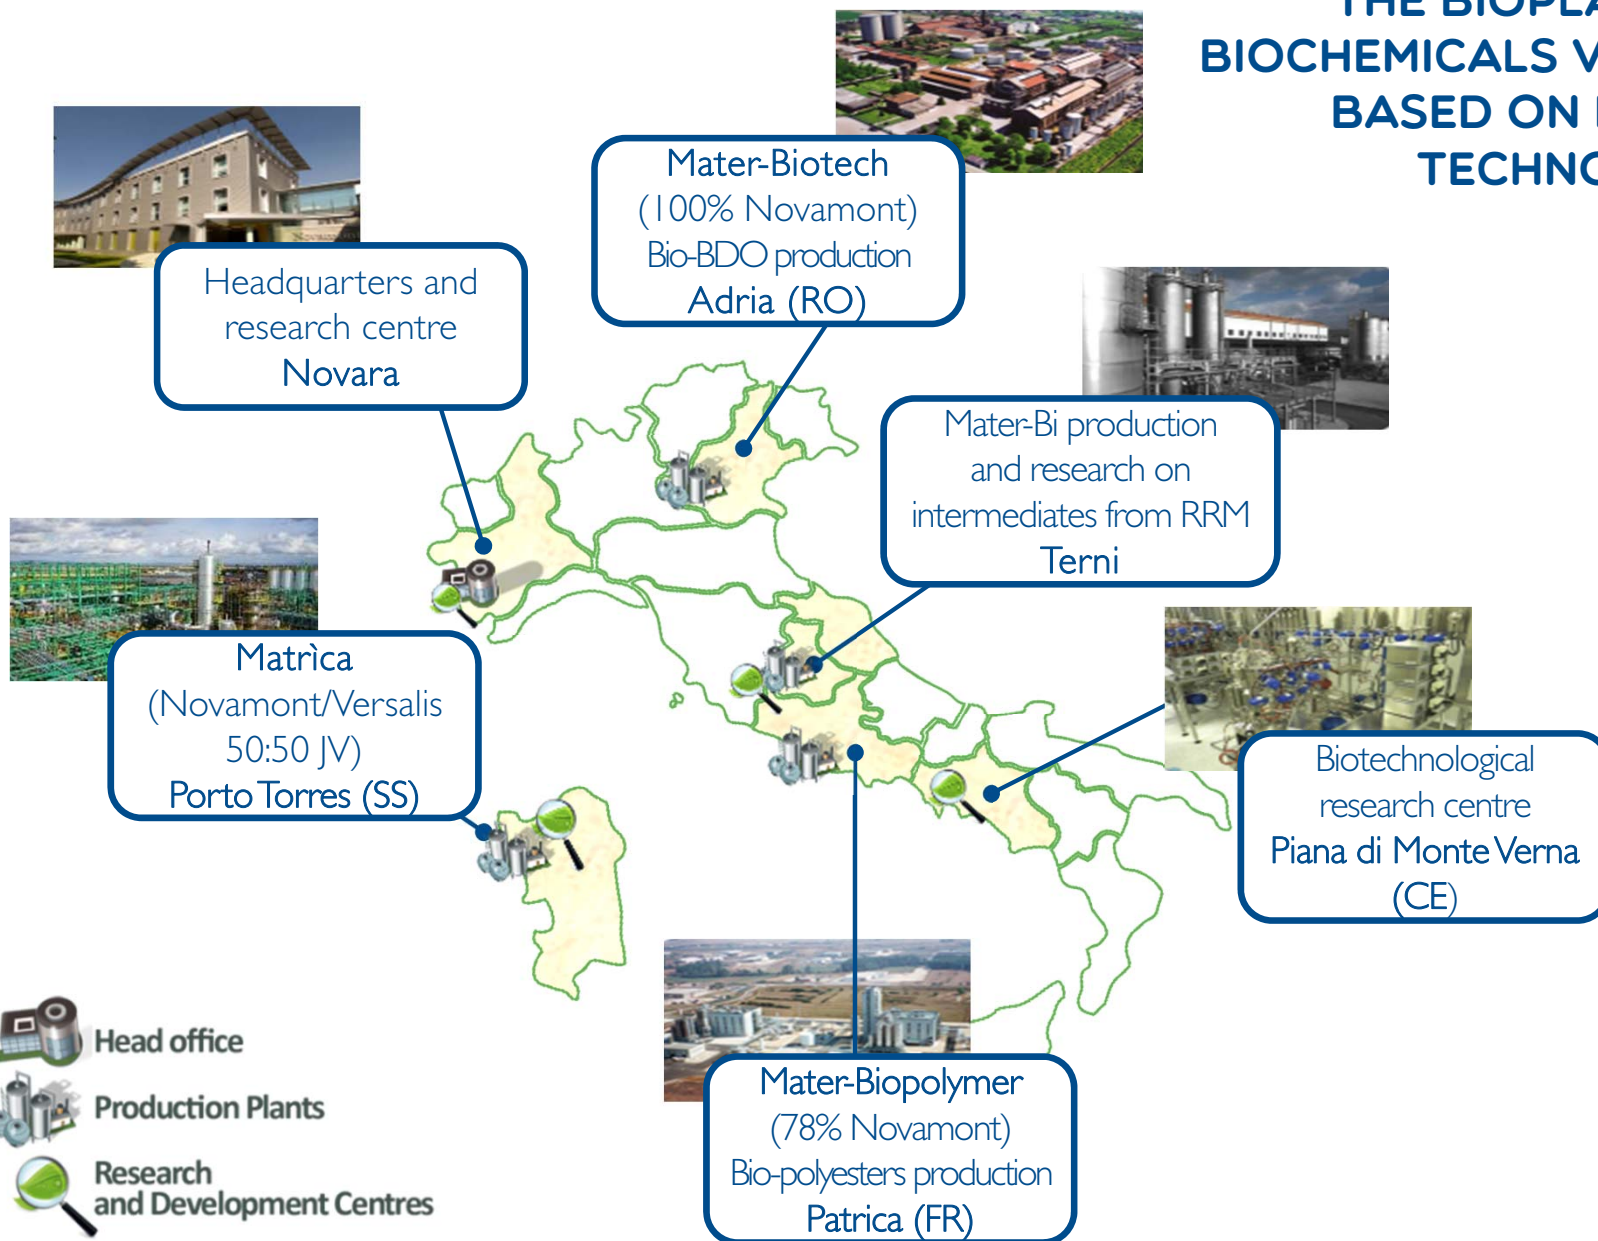 BIOCHEMICALS
BASED ON
Mater-Biotech
(100% Novamont)
Bio-BDO production
Adria (RO)
Headquarters and
research centre
Novara
Mater-Bi production
and research on
intermediates from RRM
Terni
Matrìca
(Novamont/Versalis
50:50 JV)
Porto Torres (SS)
Biotechnological
research centre
Piana di Monte Verna
(CE)
Mater-Biopolymer
(78% Novamont)
Bio-polyesters production
Patrica (FR)
Head office
Production Plants
Research
and Development Centres